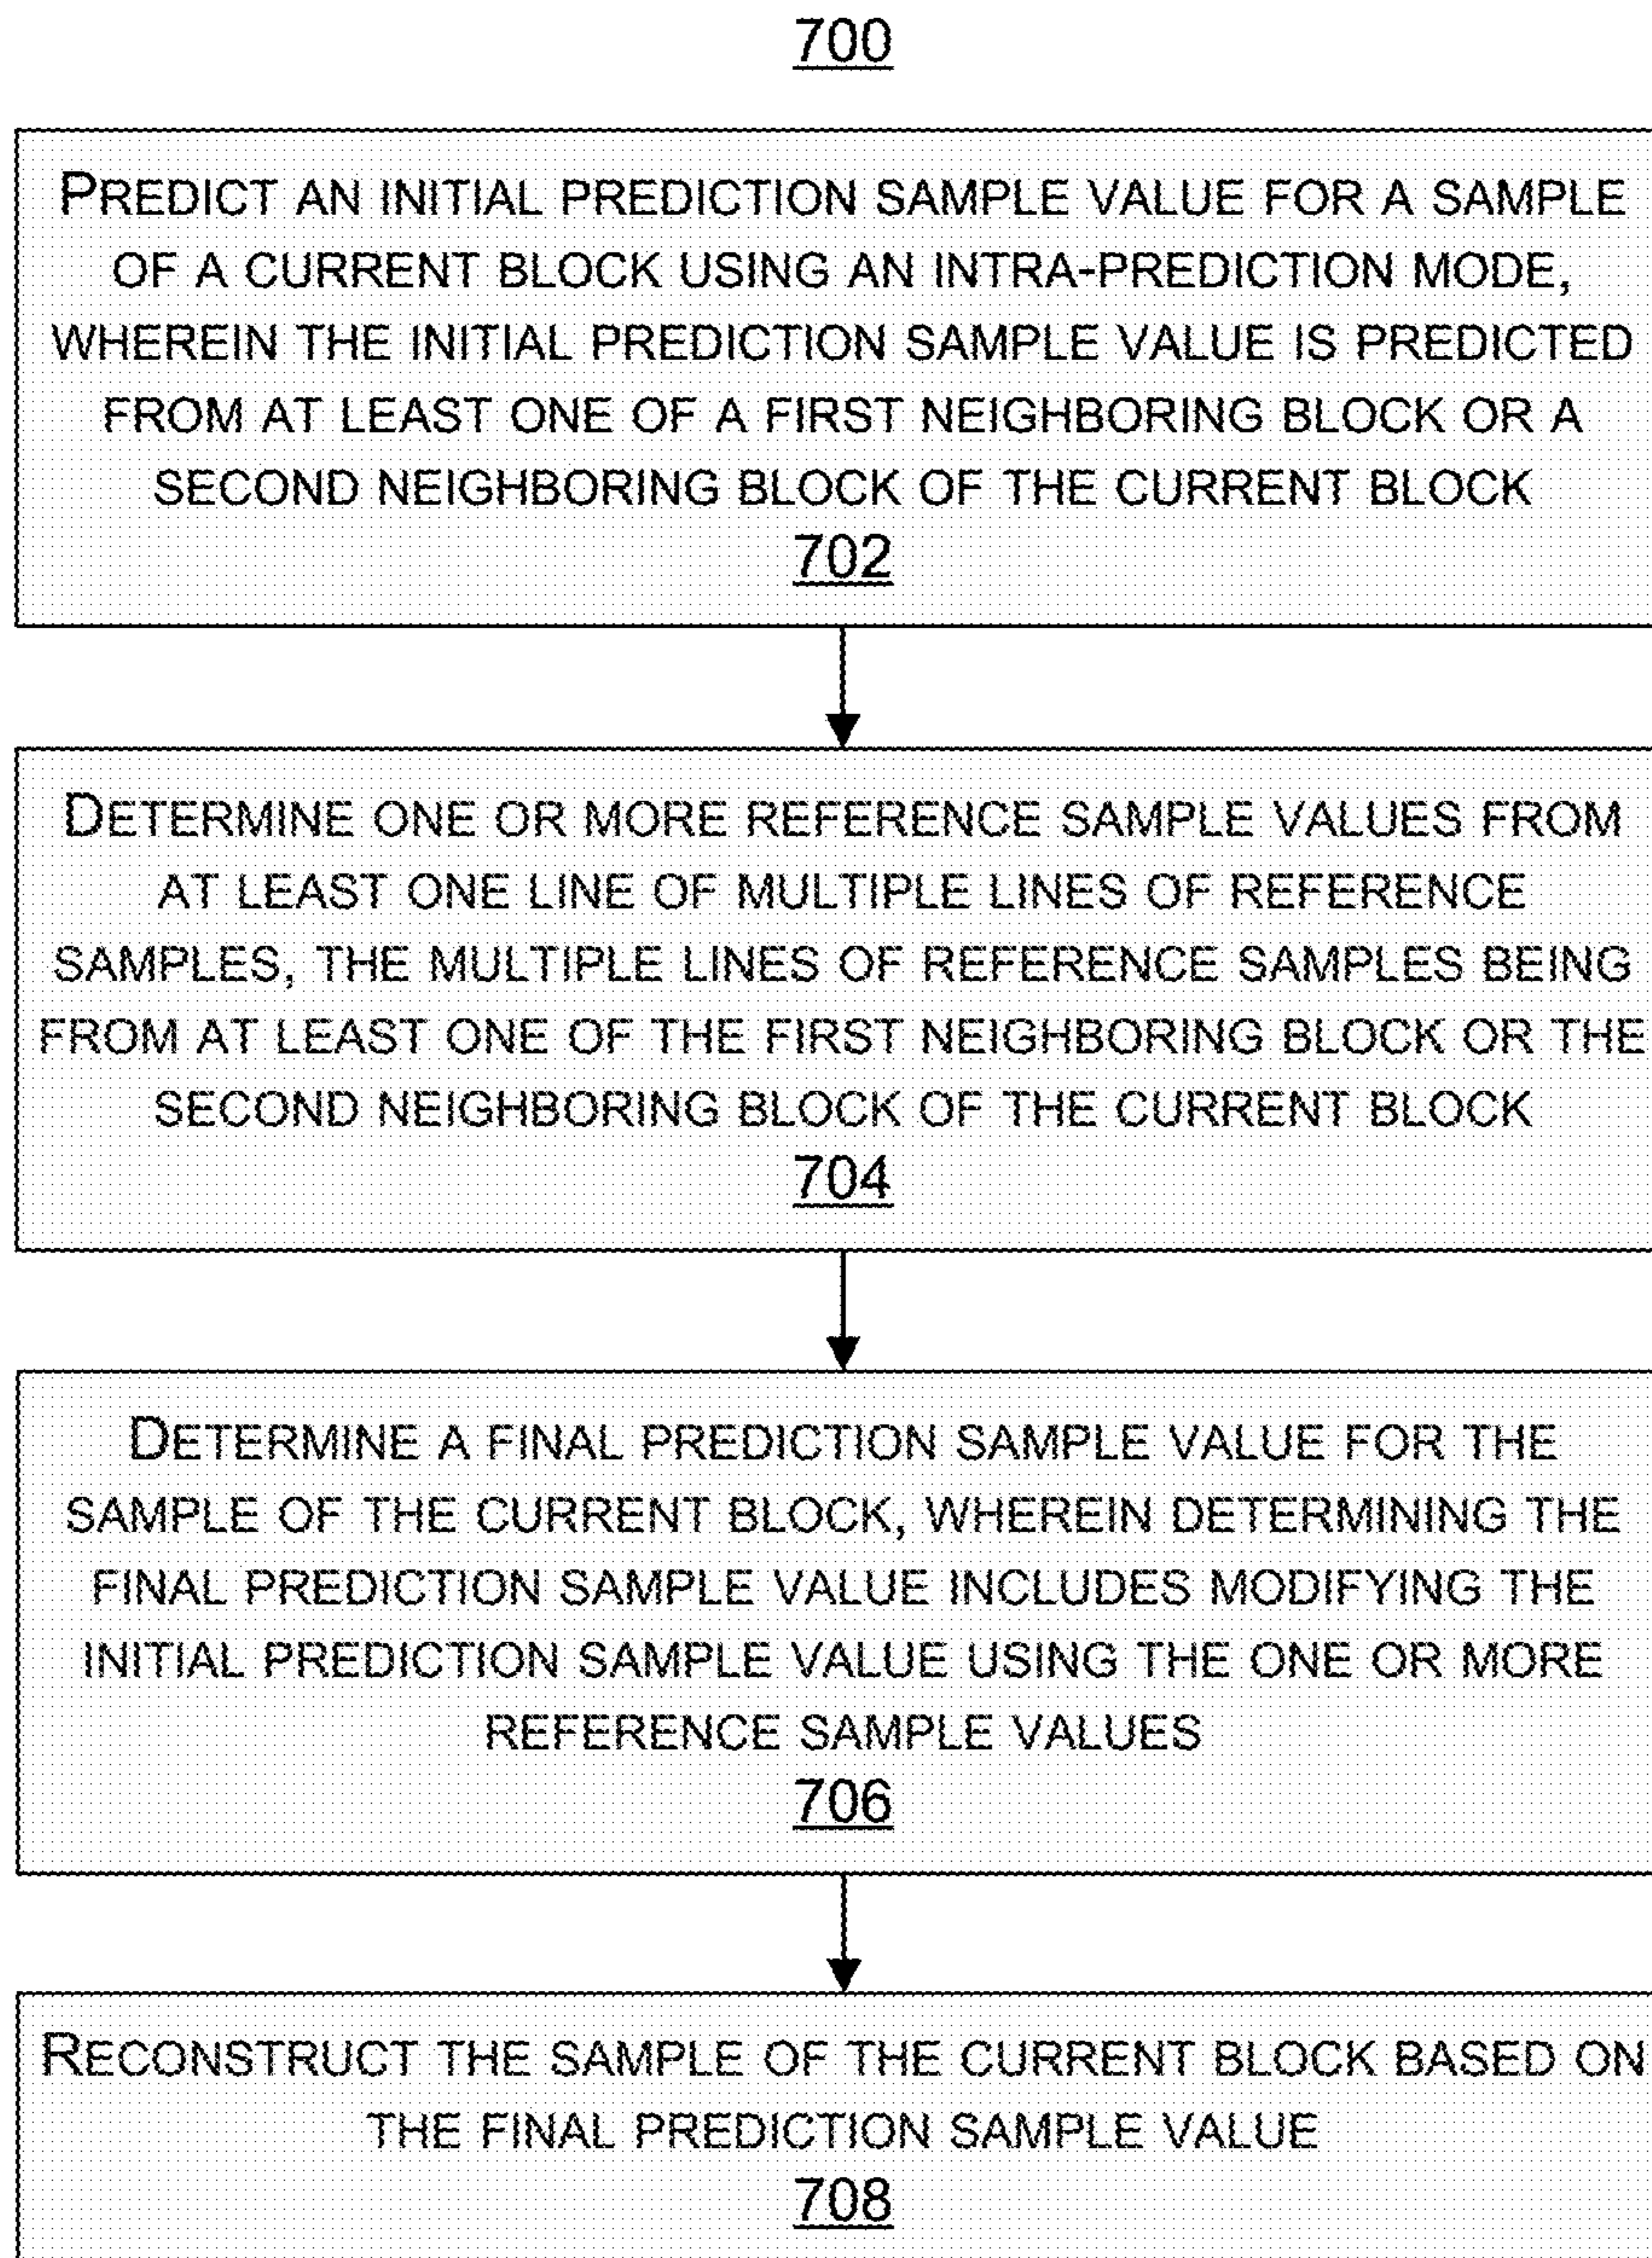 700
PREDICT AN INITIAL PREDICTION SAMPLE VALUE FOR A SAMPLE
OF A CURRENT BLOCK USING AN INTRA-PREDICTION MODE,
WHEREIN THE INITIAL PREDICTION SAMPLE VALUE IS PREDICTED
FROM AT LEAST ONE OF A FIRST NEIGHBORING BLOCK OR A
SECOND NEIGHBORING BLOCK OF THE CURRENT BLOCK
702
DETERMINE ONE OR MORE REFERENCE SAMPLE VALUES FROM
AT LEAST ONE LINE OF MULTIPLE LINES OF REFERENCE
SAMPLES, THE MULTIPLE LINES OF REFERENCE SAMPLES BEING
FROM AT LEAST ONE OF THE FIRST NEIGHBORING BLOCK OR THE
SECOND NEIGHBORING BLOCK OF THE CURRENT BLOCK
704
DETERMINE A FINAL PREDICTION SAMPLE VALUE FOR THE
SAMPLE OF THE CURRENT BLOCK, WHEREIN DETERMINING THE
FINAL PREDICTION SAMPLE VALUE INCLUDES MODIFYING THE
INITIAL PREDICTION SAMPLE VALUE USING THE ONE OR MORE
REFERENCE SAMPLE VALUES
706
RECONSTRUCT THE SAMPLE OF THE CURRENT BLOCK BASED ON
THE FINAL PREDICTION SAMPLE VALUE
708